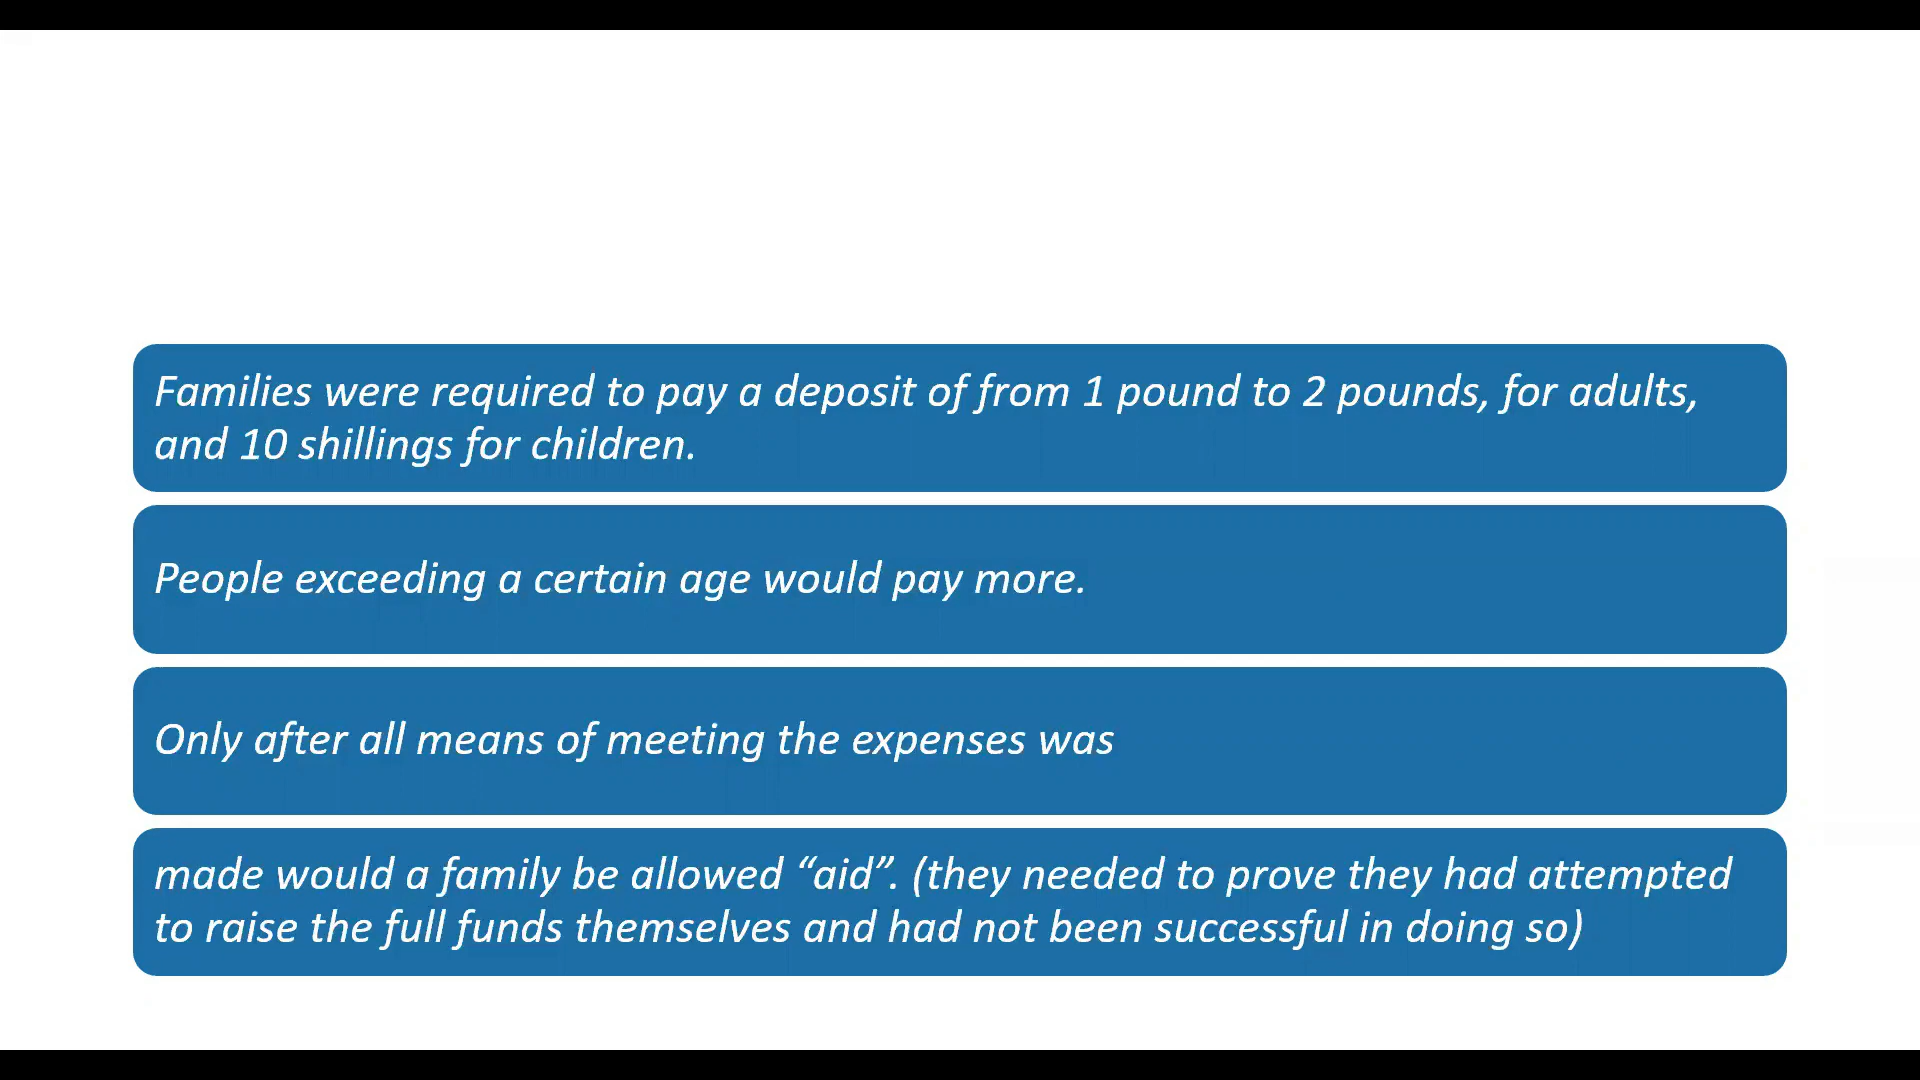 Families were required to pay a deposit of from 1 pound to 2 pounds, for adults,
and 10 shillings for children.
People exceeding a certain age would pay more.
Only after all means of meeting the expenses was
made would a family be allowed “aid”. (they needed to prove they had attempted
to raise the full funds themselves and had not been successful in doing so)